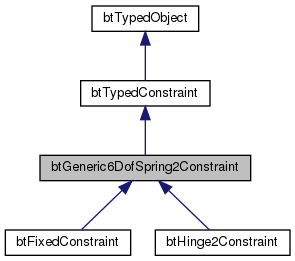 btTypedObject
btTypedConstraint
btGeneric6DofSpring2Constraint
btFixedConstraint
btHinge2Constraint